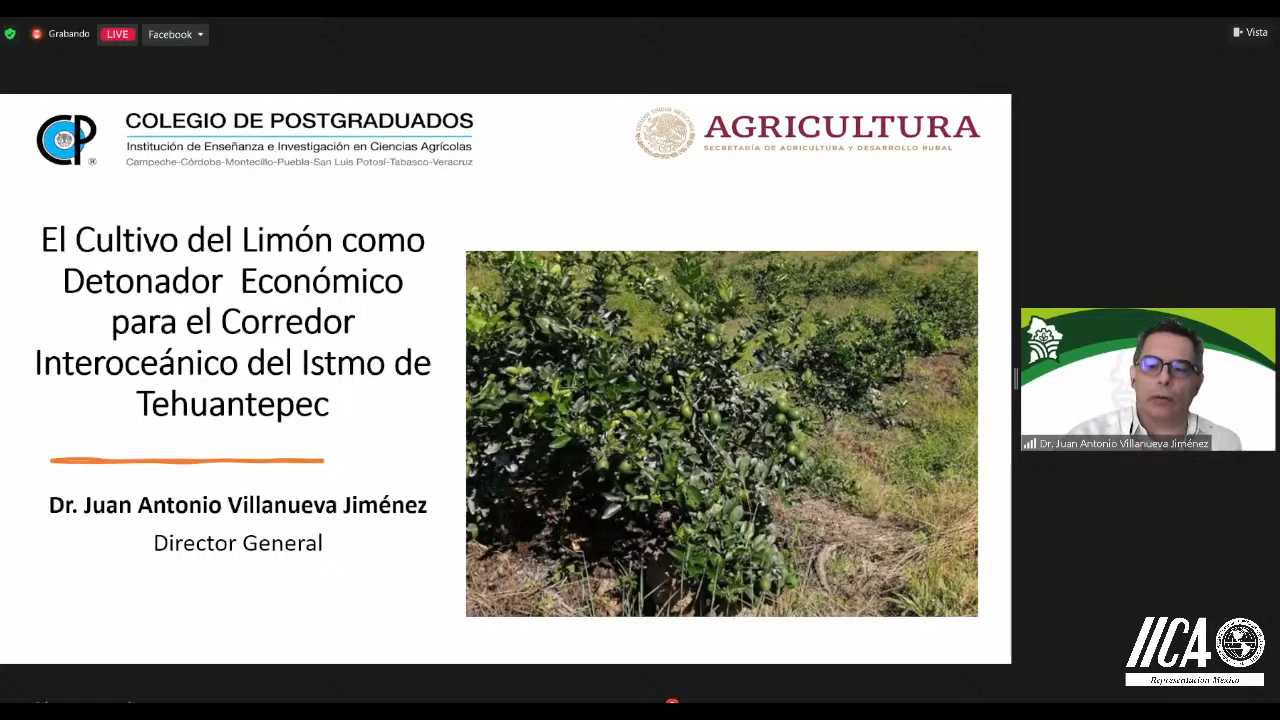 Grabando
LIVE
Facebook
Vista
CP
COLEGIO DE POSTGRADUADOS
Institución de Enseñanza e Investigación en Ciencias Agrícolas
Campeche-Córdoba-Montecillo-Puebla-San Luis Potosí-Tabasco-Veracruz
AGRICULTURA
SECRETARÍA DE AGRICULTURA Y DESARROLLO RURAL
El Cultivo del Limón como
Detonador Económico
para el Corredor
Interoceánico del Istmo de
Tehuantepec
Dr. Juan Antonio Villanueva Jiménez
Director General
Dr. Juan Antonio Villanueva Jiménez
IICA
Representación México